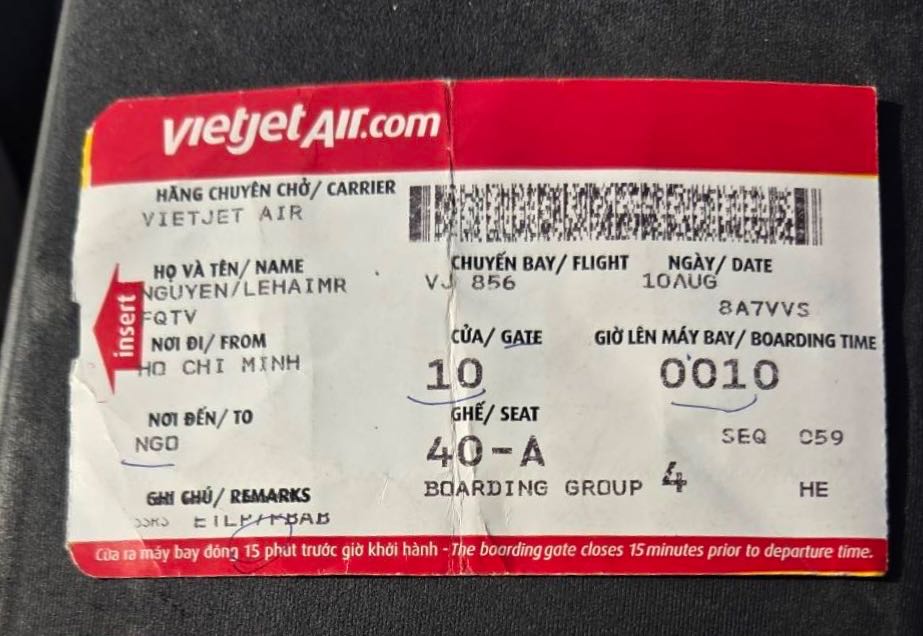 vietjetAir.com
HÃNG CHUYÊN CHỞ/ CARRIER
VIETJET AIR
HỌ VÀ TÊN/ NAME
NGUYEN/LEHAIMR
FQTV
CHUYẾN BAY/ FLIGHT
VJ 856
NGÀY/ DATE
10AUG
8A7VVS
insert
NƠI ĐI/ FROM
HO CHI MINH
CỬA/ GATE
10
GIỜ LÊN MÁY BAY/ BOARDING TIME
0010
NƠI ĐẾN/ TO
NGO
GHẾ/ SEAT
40-A
SEQ 059
BOARDING GROUP 4
HE
GHI CHÚ/ REMARKS
Cửa ra máy bay đóng 15 phút trước giờ khởi hành - The boarding gate closes 15 minutes prior to departure time.